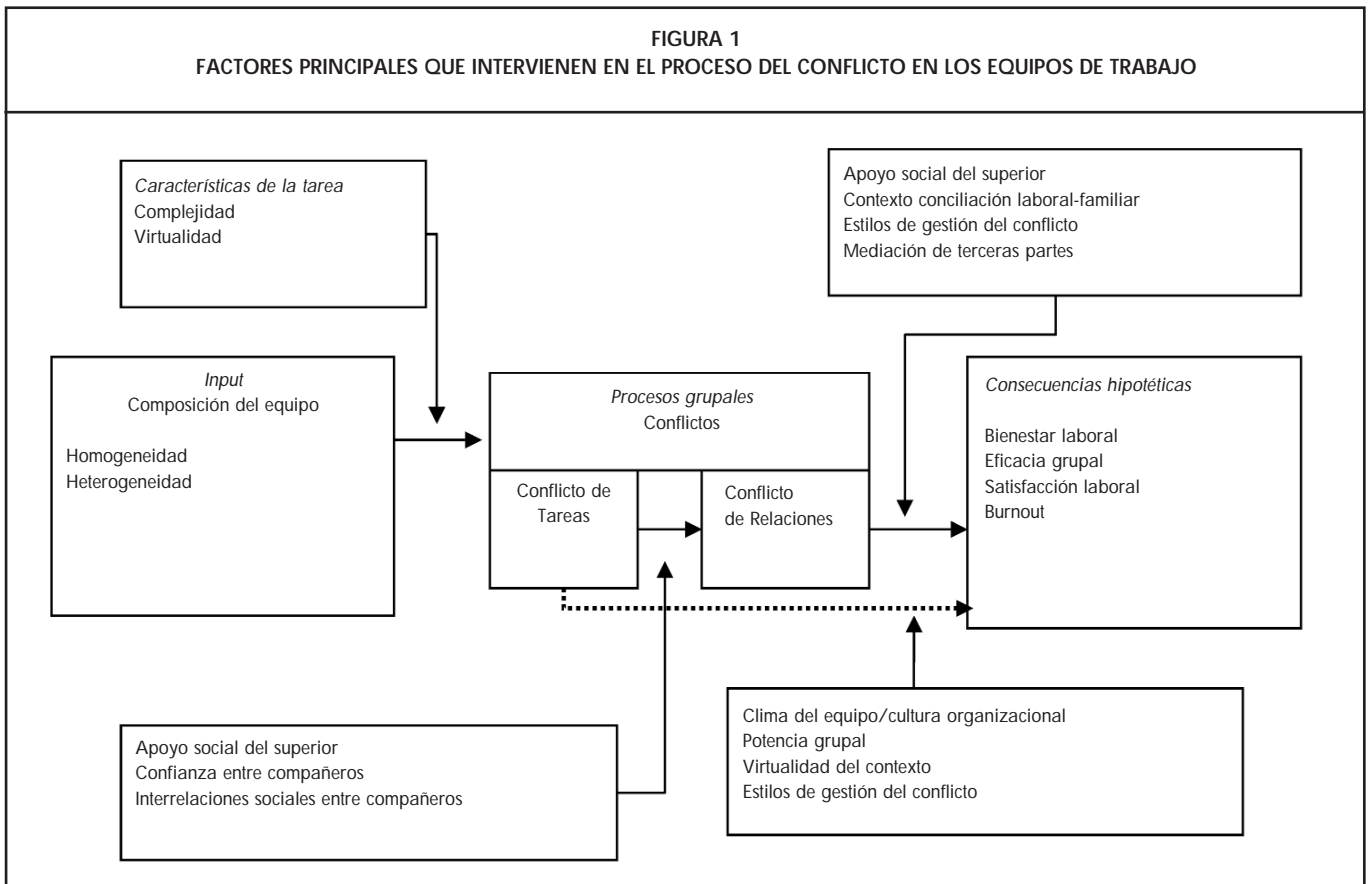 FIGURA 1
FACTORES PRINCIPALES QUE INTERVIENEN EN EL PROCESO DEL CONFLICTO EN LOS EQUIPOS DE TRABAJO
Características de la tarea
Complejidad
Virtualidad
Apoyo social del superior
Contexto conciliación laboral-familiar
Estilos de gestión del conflicto
Mediación de terceras partes
Input
Composición del equipo
Homogeneidad
Heterogeneidad
Procesos grupales
Conflictos
Conflicto de
Tareas
Conflicto
de Relaciones
Consecuencias hipotéticas
Bienestar laboral
Eficacia grupal
Satisfacción laboral
Burnout
Apoyo social del superior
Confianza entre compañeros
Interrelaciones sociales entre compañeros
Clima del equipo/cultura organizacional
Potencia grupal
Virtualidad del contexto
Estilos de gestión del conflicto